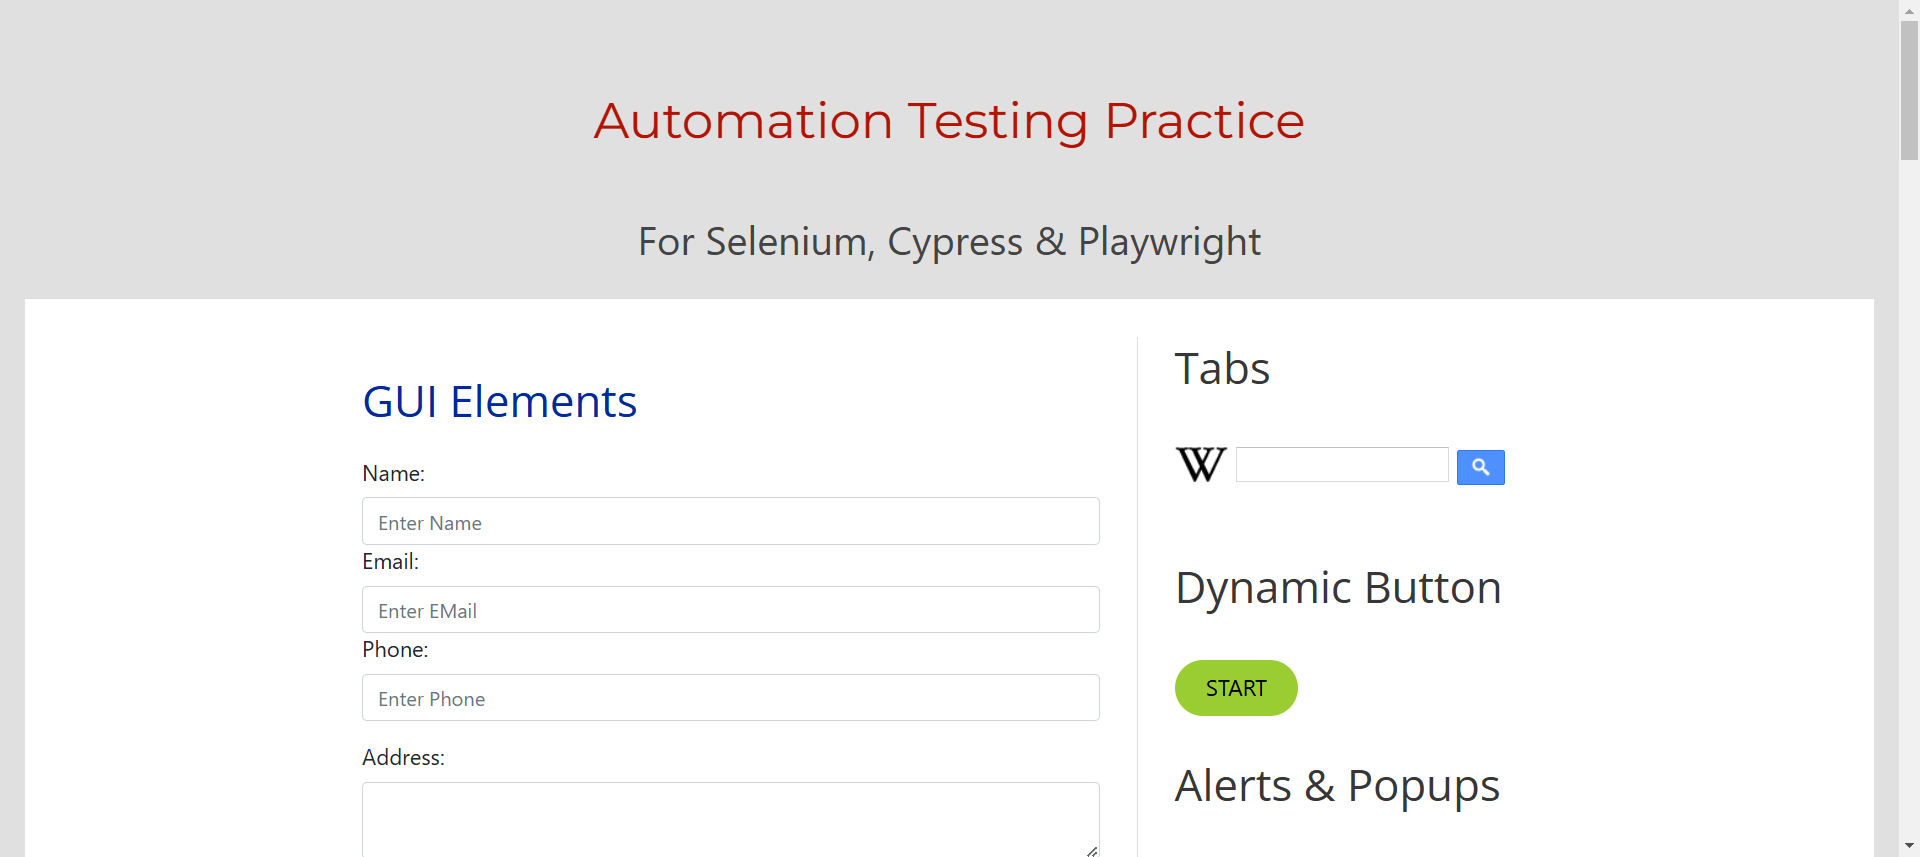 Automation Testing Practice
For Selenium, Cypress & Playwright
GUI Elements
Name:
Enter Name
Email:
Enter EMail
Phone:
Enter Phone
Address:
Tabs
W
Dynamic Button
START
Alerts & Popups